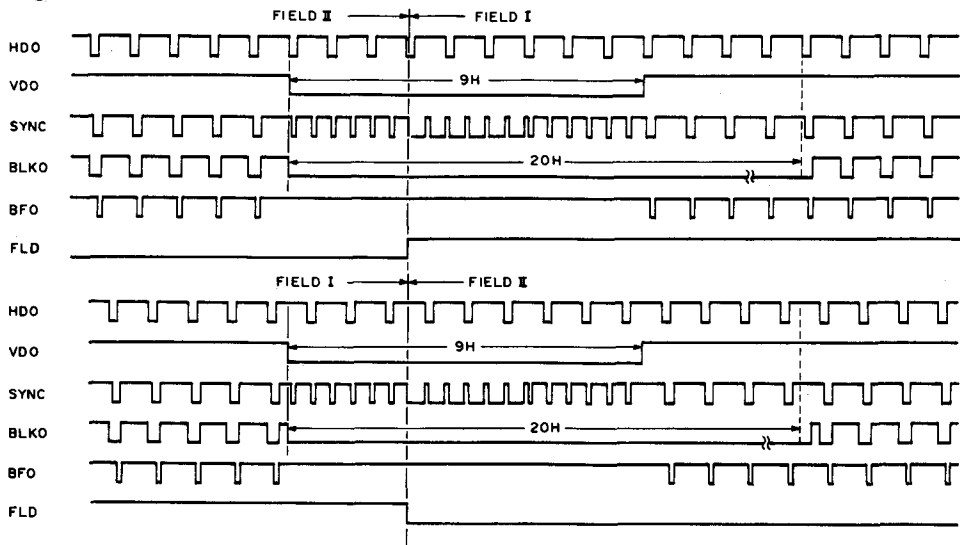 FIELD II FIELD I
HDO
VDO 9H
SYNC
BLKO 20H
BFO
FLD
FIELD I FIELD II
HDO
VDO 9H
SYNC
BLKO 20H
BFO
FLD